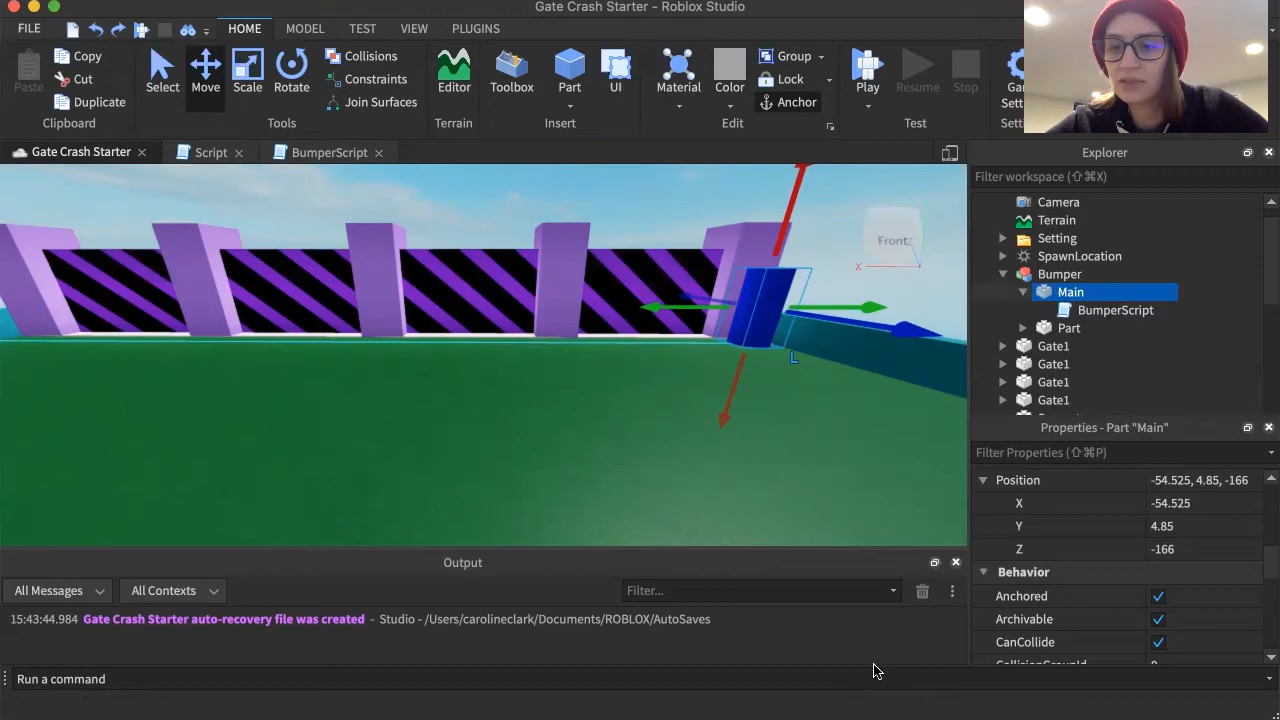 Gate Crash Starter - Roblox Studio
FILE
HOME
MODEL
TEST
VIEW
PLUGINS
Paste
Copy
Cut
Duplicate
Clipboard
Select
Move
Scale
Rotate
Collisions
Constraints
Join Surfaces
Tools
Editor
Terrain
Toolbox
Part
UI
Insert
Material
Color
Group
Lock
Anchor
Edit
Play
Resume
Stop
Test
Gate Crash Starter
Script
BumperScript
Front
X
L
Explorer
Filter workspace (⇧⌘X)
Camera
Terrain
Setting
SpawnLocation
Bumper
Main
BumperScript
Part
Gate1
Gate1
Gate1
Gate1
Properties - Part "Main"
Filter Properties (⇧⌘P)
Position -54.525, 4.85, -166
X -54.525
Y 4.85
Z -166
Behavior
Anchored
Archivable
CanCollide
Output
All Messages
All Contexts
Filter...
15:43:44.984 Gate Crash Starter auto-recovery file was created - Studio - /Users/carolineclark/Documents/ROBLOX/AutoSaves
Run a command